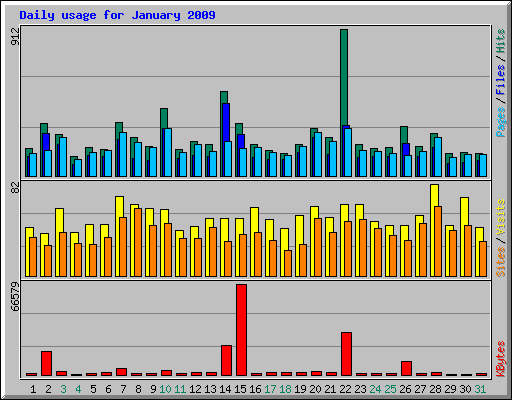 Daily usage for January 2009
912
Pages / Files / Hits
82
Sites / Visits
66579
KBytes
1 2 3 4 5 6 7 8 9 10 11 12 13 14 15 16 17 18 19 20 21 22 23 24 25 26 27 28 29 30 31